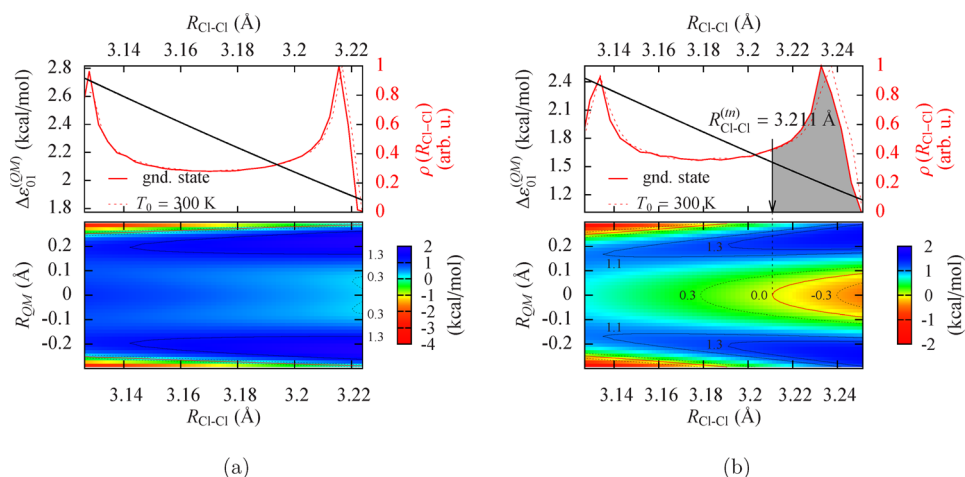 R_Cl-Cl (Å)
3.14 3.16 3.18 3.2 3.22
2.8
2.6
2.4
2.2
2
1.8
Δε_01^(QM) (kcal/mol)
gnd. state
T_0 = 300 K
1
0.8
0.6
0.4
0.2
0
ρ(R_Cl–Cl)
(arb. u.)
0.2
0.1
0
-0.1
-0.2
R_QM (Å)
1.3
0.3
0.3
1.3
2
1
0
-1
-2
-3
-4
(kcal/mol)
3.14 3.16 3.18 3.2 3.22
R_Cl-Cl (Å)
(a)
R_Cl-Cl (Å)
3.14 3.16 3.18 3.2 3.22 3.24
2.4
2.1
1.8
1.5
1.2
Δε_01^(QM) (kcal/mol)
R_Cl-Cl^(tn) = 3.211 Å
gnd. state
T_0 = 300 K
1
0.8
0.6
0.4
0.2
0
ρ(R_Cl–Cl)
(arb. u.)
0.2
0.1
0
-0.1
-0.2
R_QM (Å)
1.3
1.1
0.3 0.0 -0.3
1.1
1.3
2
1
0
-1
-2
(kcal/mol)
3.14 3.16 3.18 3.2 3.22 3.24
R_Cl-Cl (Å)
(b)